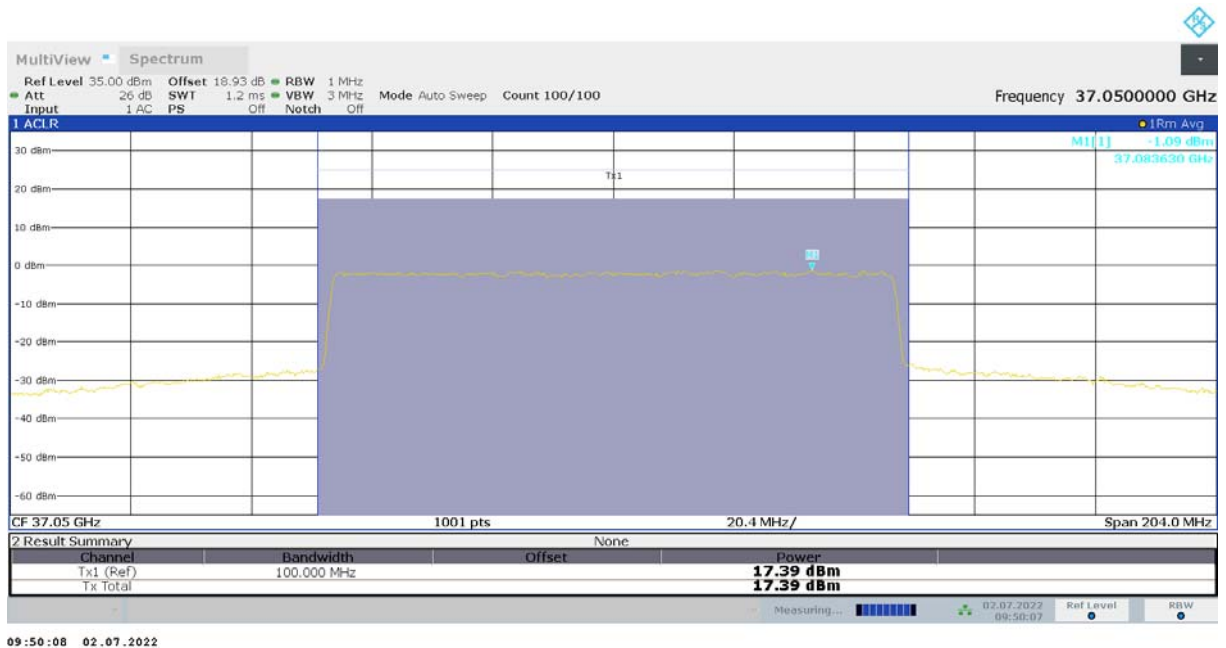 MultiView Spectrum
Ref Level 35.00 dBm Offset 18.93 dB RBW 1 MHz
Att 26 dB SWT 1.2 ms VBW 3 MHz Mode Auto Sweep Count 100/100 Frequency 37.0500000 GHz
Input 1 AC PS Off Notch Off
1 ACLR 1Rm Avg
M1[1] -1.09 dBm
37.083630 GHz
30 dBm
Tx1
20 dBm
10 dBm
M1
0 dBm
-10 dBm
-20 dBm
-30 dBm
-40 dBm
-50 dBm
-60 dBm
CF 37.05 GHz 1001 pts 20.4 MHz/ Span 204.0 MHz
2 Result Summary None
Channel Bandwidth Offset Power
Tx1 (Ref) 100.000 MHz 17.39 dBm
Tx Total 17.39 dBm
Measuring... 02.07.2022 Ref Level RBW
09:50:07
09:50:08 02.07.2022